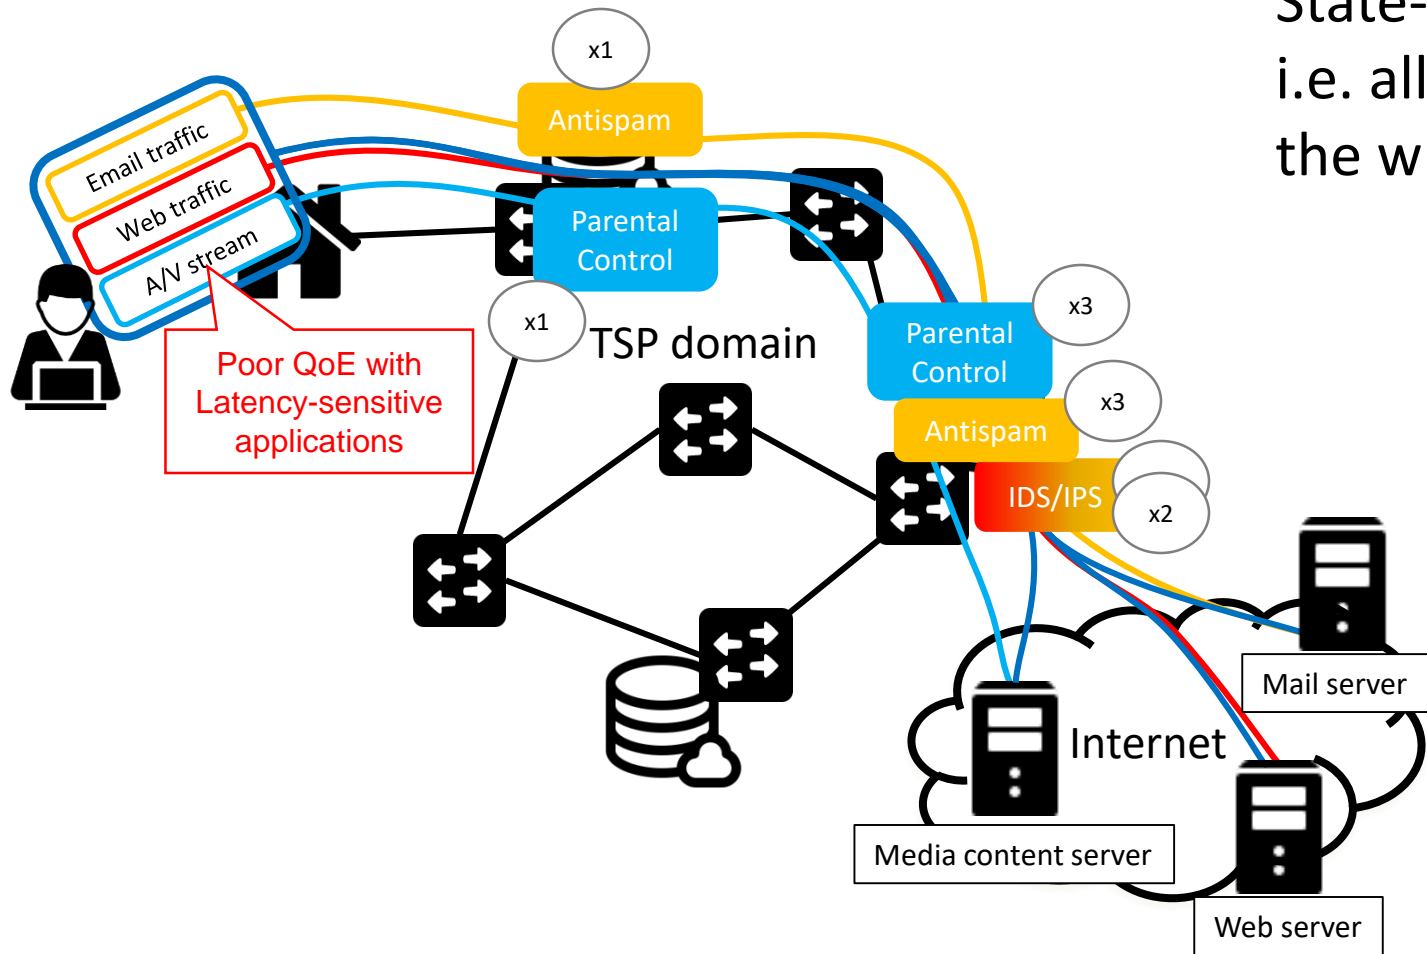 State-
i.e. all
the w
x1
Antispam
Email traffic
Web traffic
A/V stream
Parental
Control
x1
TSP domain
Poor QoE with
Latency-sensitive
applications
Parental
Control
x3
Antispam
x3
IDS/IPS
x2
Mail server
Internet
Media content server
Web server